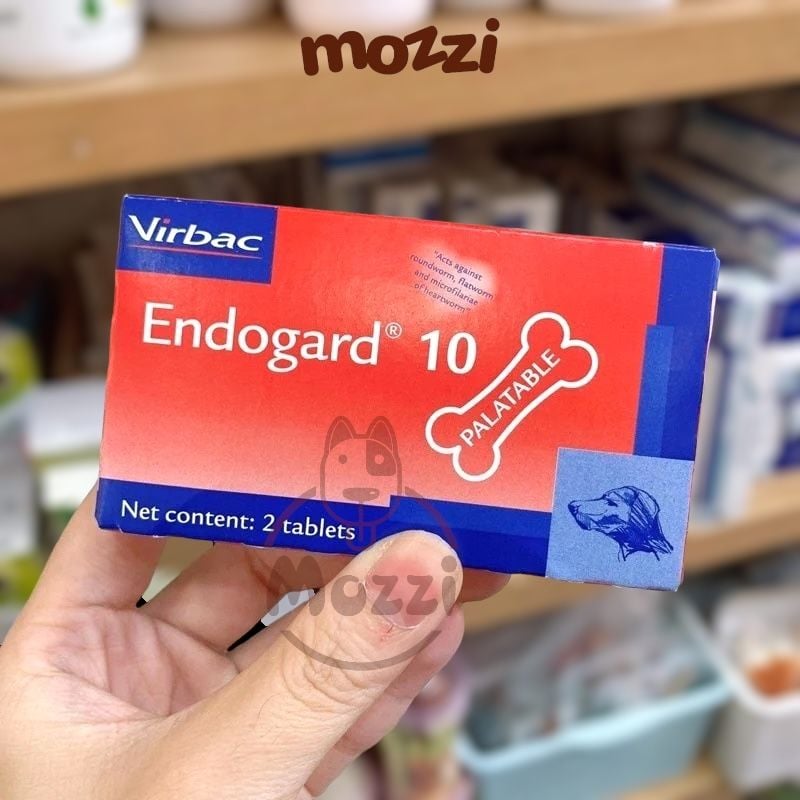 mozzi
Virbac
"Acts against
roundworm, flatworm
and microfilariae
of heartworm"
Endogard® 10
PALATABLE
Net content: 2 tablets
Mozzi